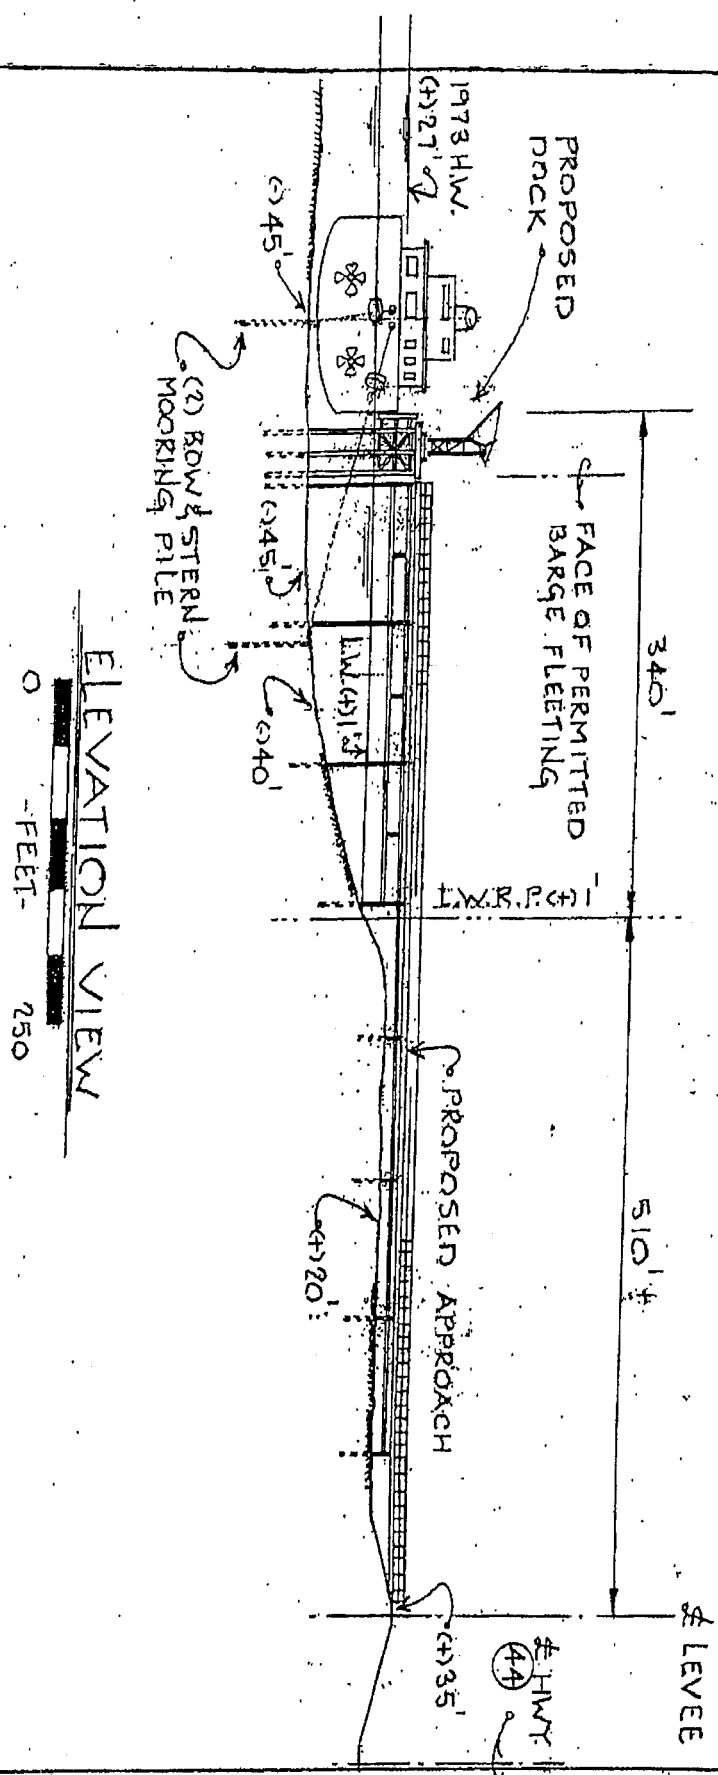 PROPOSED
DOCK
1973 H.W.
(+)27'
FACE OF PERMITTED
BARGE FLEETING
340'
510'±
℄ LEVEE
℄ HWY.
44
L.W.R.P.(+)1'
PROPOSED APPROACH
(+)35'
(-)45'
(-)45'
L.W.(+)1'±
(-)40'
(+)20'
(2) BOW & STERN
MOORING PILE
ELEVATION VIEW
0 -FEET- 250